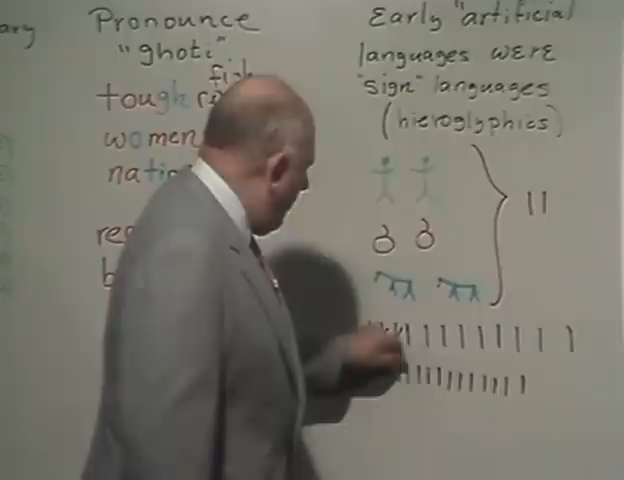 Pronounce
"ghoti"
fish
tough
women
Early "artificial
languages WERE
"sign" languages
(hieroglyphics)